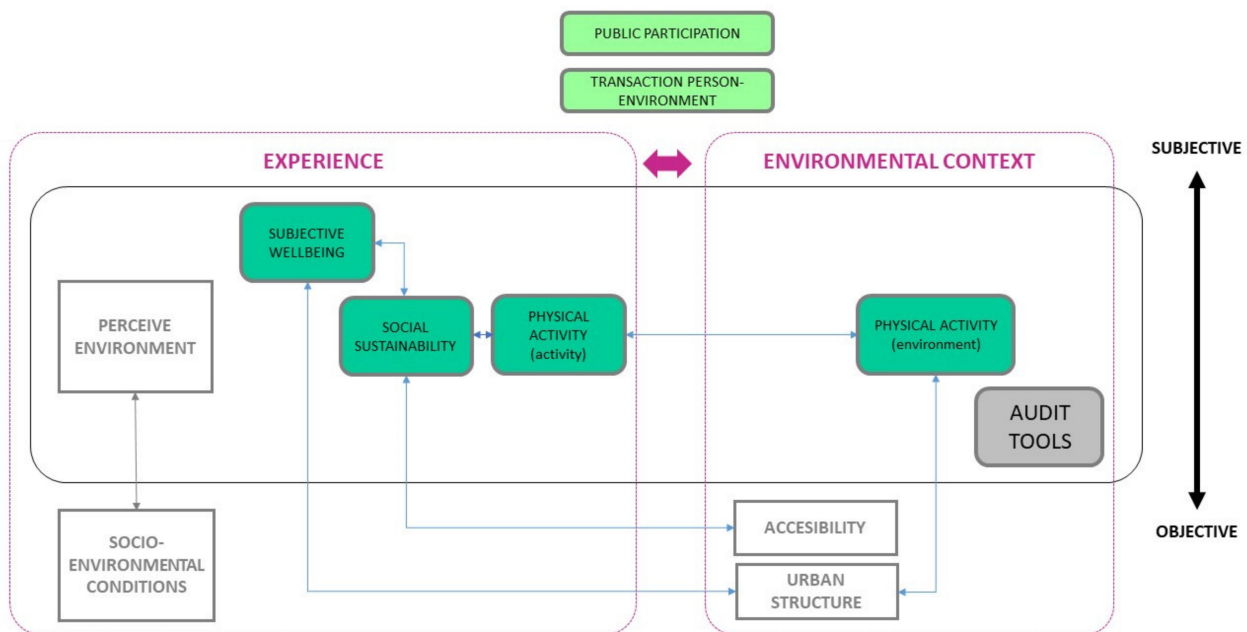 PUBLIC PARTICIPATION
TRANSACTION PERSON-
ENVIRONMENT
EXPERIENCE
ENVIRONMENTAL CONTEXT
SUBJECTIVE
SUBJECTIVE
WELLBEING
PERCEIVE
ENVIRONMENT
SOCIAL
SUSTAINABILITY
PHYSICAL
ACTIVITY
(activity)
PHYSICAL ACTIVITY
(environment)
AUDIT
TOOLS
SOCIO-
ENVIRONMENTAL
CONDITIONS
ACCESIBILITY
URBAN
STRUCTURE
OBJECTIVE